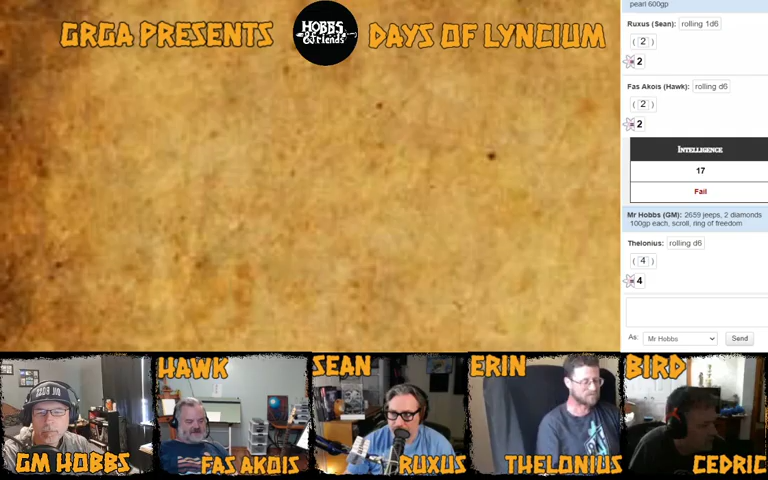 GRGA PRESENTS
HOBBS
& Friends
DAYS OF LYNCIUM
pearl 600gp
Ruxus (Sean): rolling 1d6
( 2 )
2
Fas Akois (Hawk): rolling d6
( 2 )
2
INTELLIGENCE
17
Fail
Mr Hobbs (GM): 2659 jeeps, 2 diamonds
100gp each, scroll, ring of freedom
Thelonius: rolling d6
( 4 )
4
As: Mr Hobbs Send
HAWK
SEAN
ERIN
BIRD
GM HOBBS
FAS AKOIS
RUXUS
THELONIUS
CEDRIC